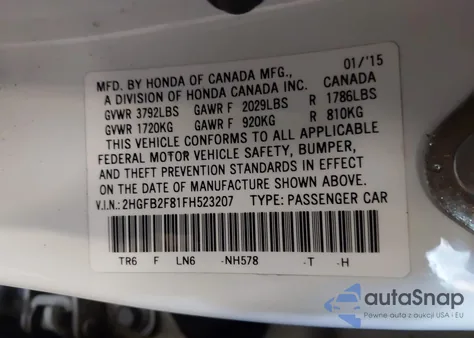 MFD. BY HONDA OF CANADA MFG., 01/'15
A DIVISION OF HONDA CANADA INC. CANADA
GVWR 3792LBS GAWR F 2029LBS R 1786LBS
GVWR 1720KG GAWR F 920KG R 810KG
THIS VEHICLE CONFORMS TO ALL APPLICABLE
FEDERAL MOTOR VEHICLE SAFETY, BUMPER,
AND THEFT PREVENTION STANDARDS IN EFFECT
ON THE DATE OF MANUFACTURE SHOWN ABOVE.
V.I.N.: 2HGFB2F81FH523207 TYPE: PASSENGER CAR
TR6 F LN6 -NH578 -T -H
autoSnap
Pewne auto z aukcji USA i EU